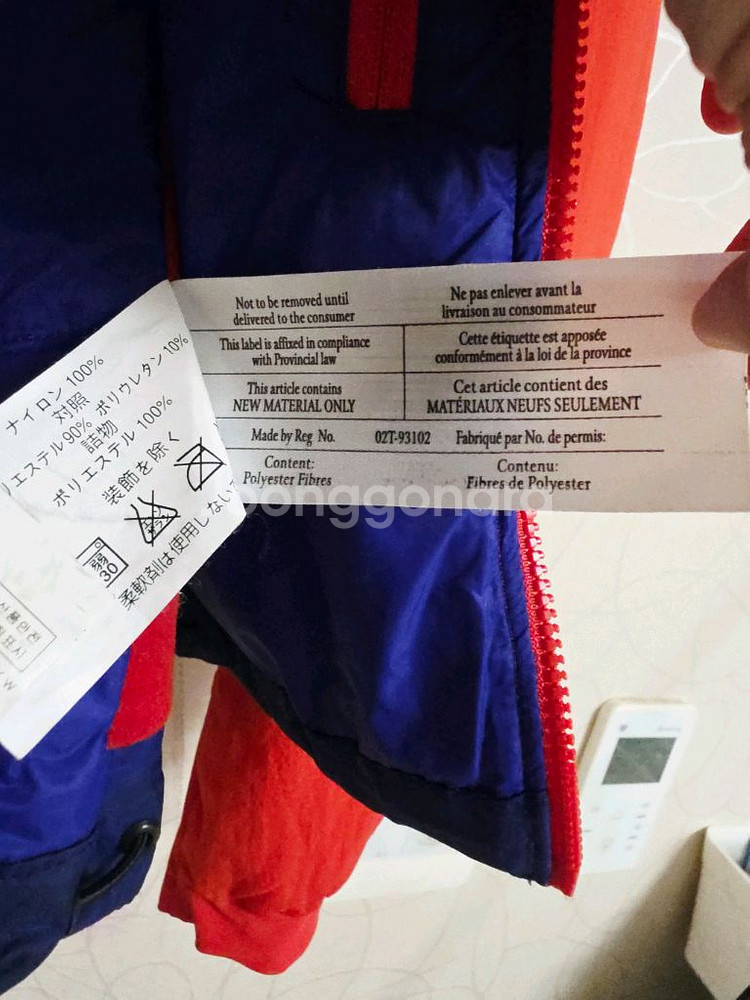 Not to be removed until
delivered to the consumer
Ne pas enlever avant la
livraison au consommateur
This label is affixed in compliance
with Provincial law
Cette étiquette est apposée
conformément à la loi de la province
This article contains
NEW MATERIAL ONLY
Cet article contient des
MATÉRIAUX NEUFS SEULEMENT
Made by Reg No. 02T-93102 Fabriqué par No. de permis:
Content:
Polyester Fibres
Contenu:
Fibres de Polyester
ナイロン 100%
対照
リエステル 90% ポリウレタン 10%
詰物
ポリエステル 100%
装飾を除く
弱
30
柔軟剤は使用しない
표시